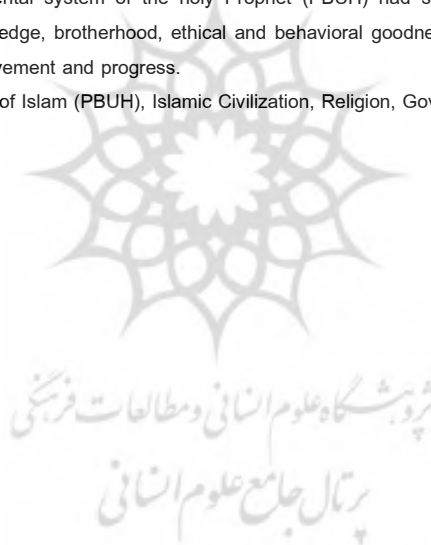 ental system of the holy Prophet (PBUH) had s
edge, brotherhood, ethical and behavioral goodne
vement and progress.
of Islam (PBUH), Islamic Civilization, Religion, Gov
پژوهشگاه علوم انسانی و مطالعات فرهنگی
پرتال جامع علوم انسانی